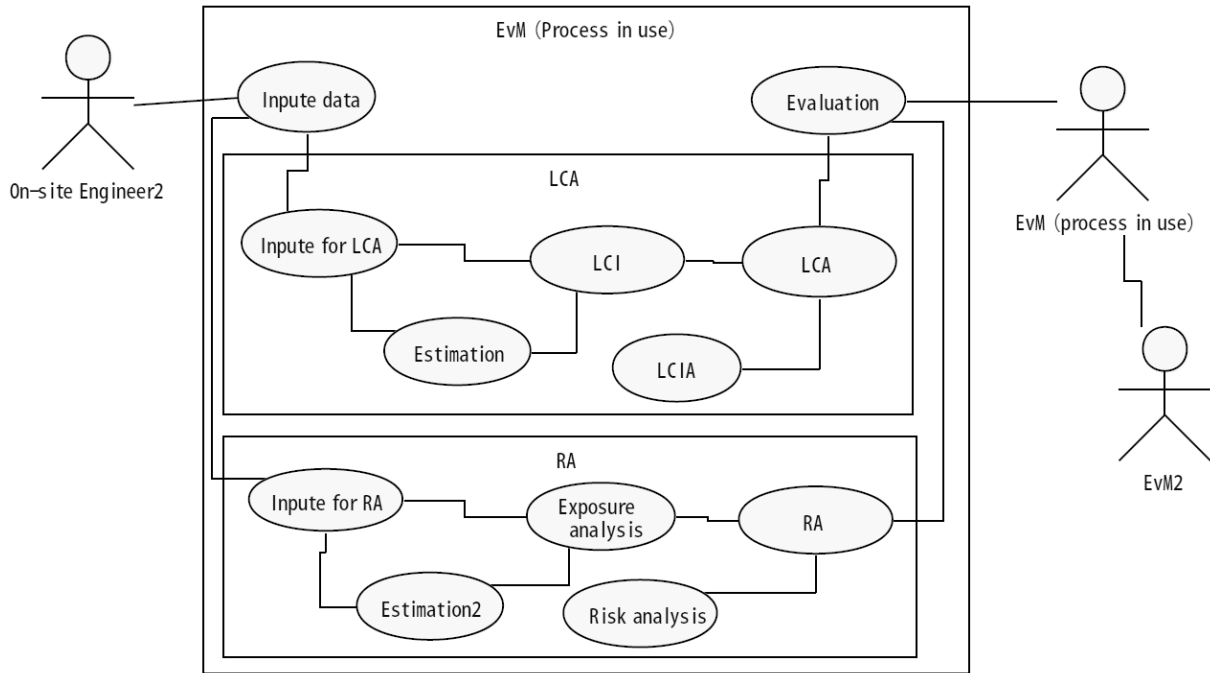 EvM (Process in use)
Inpute data
Evaluation
On-site Engineer2
EvM (process in use)
LCA
Inpute for LCA
LCI
LCA
Estimation
LCIA
EvM2
RA
Inpute for RA
Exposure
analysis
RA
Estimation2
Risk analysis